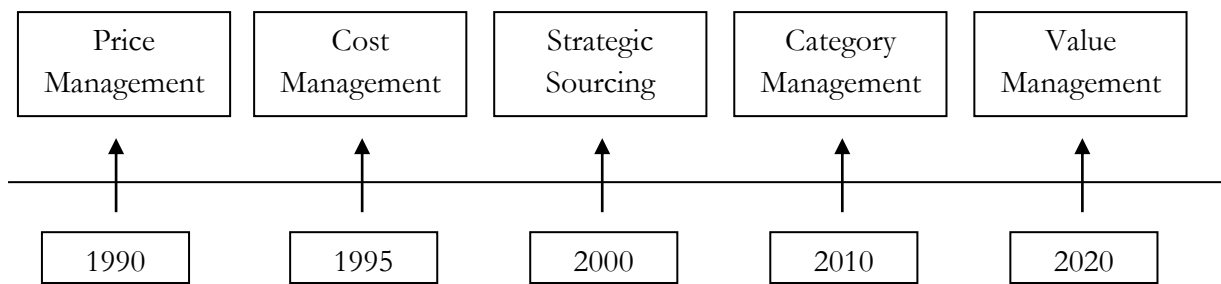 Price
Management
Cost
Management
Strategic
Sourcing
Category
Management
Value
Management
1990
1995
2000
2010
2020